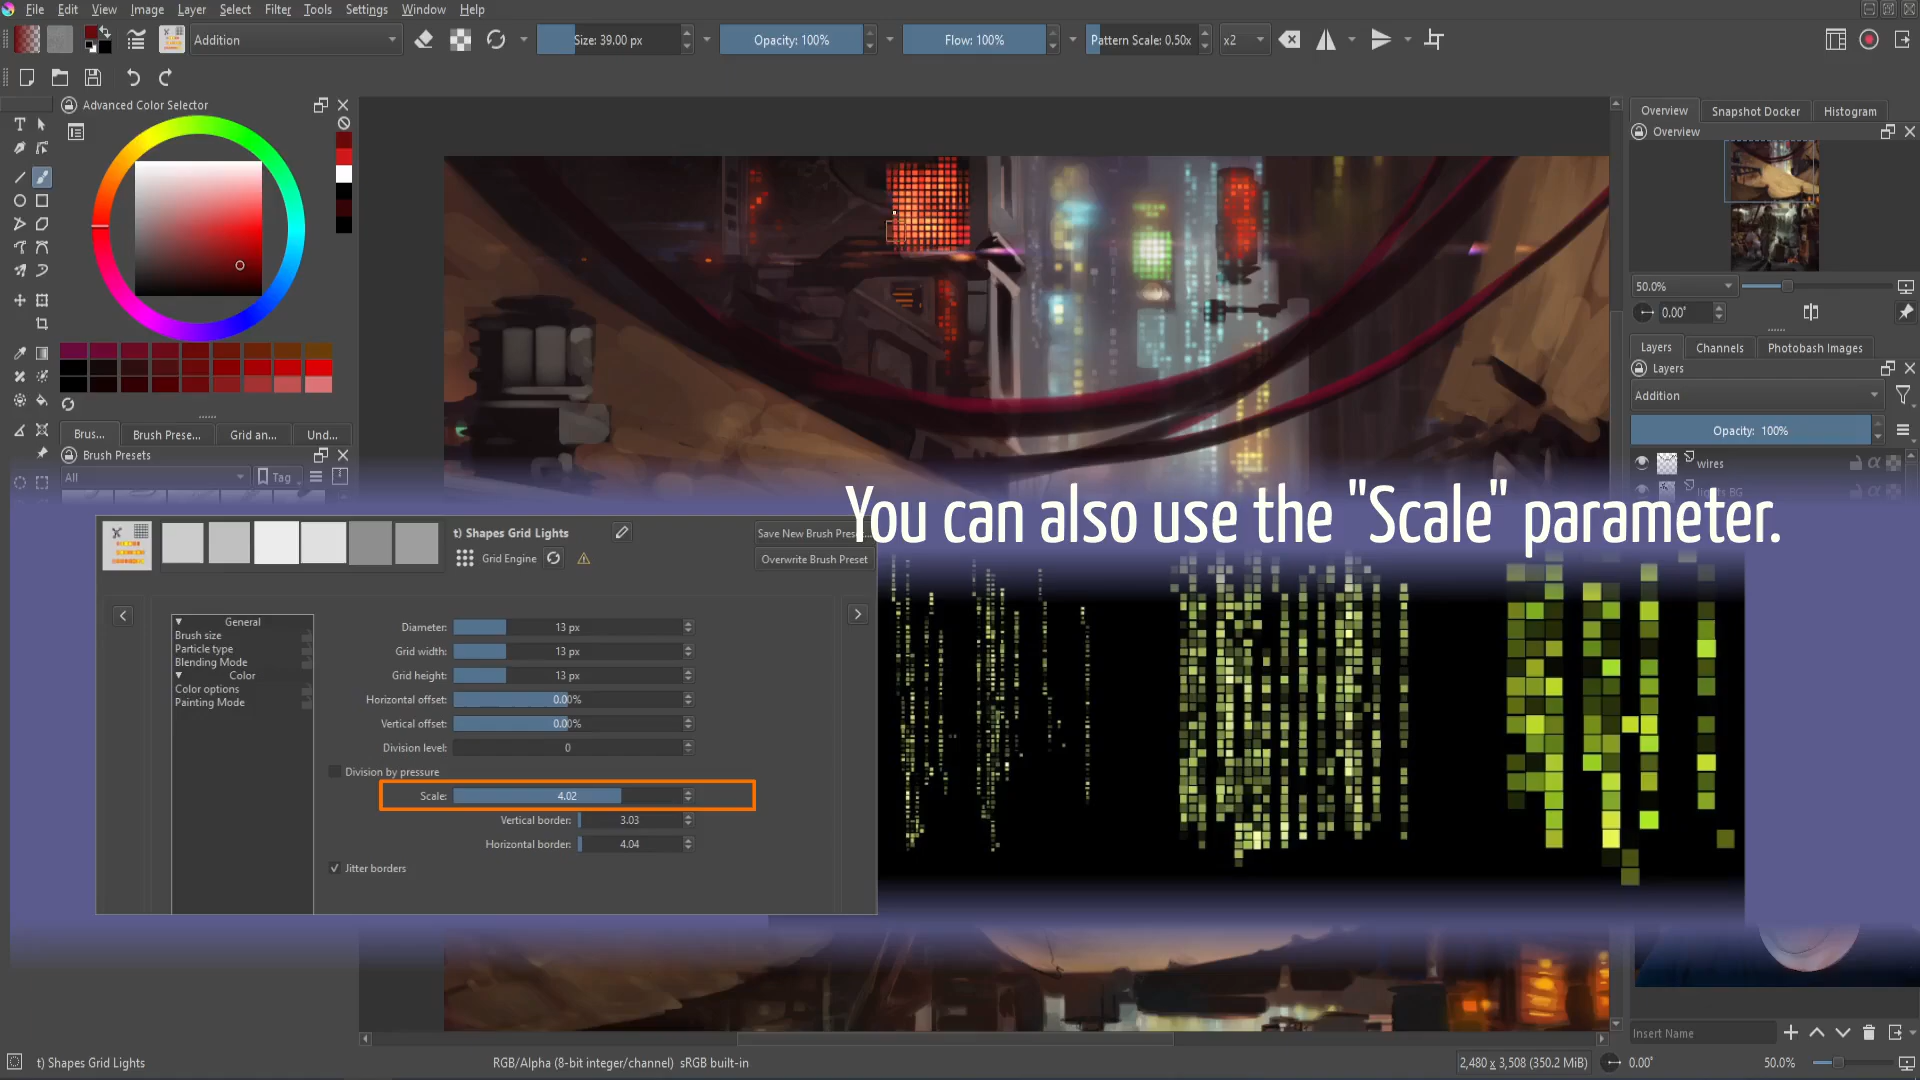 File Edit View Image Layer Select Filter Tools Settings Window Help
Addition
Size: 39.00 px
Opacity: 100%
Flow: 100%
Pattern Scale: 0.50x
x2
Advanced Color Selector
Overview Snapshot Docker Histogram
Overview
50.0%
0.00°
Layers Channels Photobash Images
Layers
Addition
Opacity: 100%
wires
lights BG
Brus... Brush Prese... Grid an... Und...
Brush Presets
All
Tag
You can also use the "Scale" parameter.
t) Shapes Grid Lights
Grid Engine
Save New Brush Prese...
Overwrite Brush Preset
General
Brush size
Particle type
Blending Mode
Color
Color options
Painting Mode
Diameter: 13 px
Grid width: 13 px
Grid height: 13 px
Horizontal offset: 0.00%
Vertical offset: 0.00%
Division level: 0
Division by pressure
Scale: 4.02
Vertical border: 3.03
Horizontal border: 4.04
Jitter borders
Insert Name
t) Shapes Grid Lights
RGB/Alpha (8-bit integer/channel) sRGB built-in
2,480 x 3,508 (350.2 MiB)
0.00°
50.0%